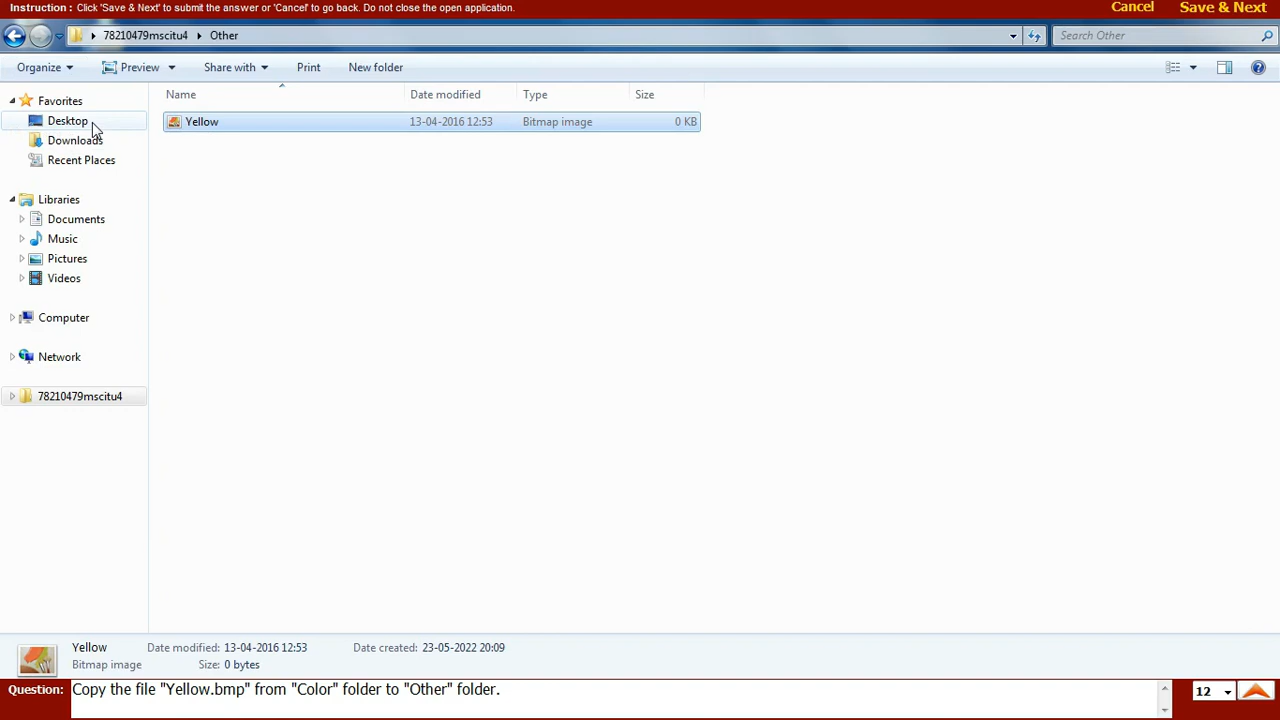 Instruction : Click 'Save & Next' to submit the answer or 'Cancel' to go back. Do not close the open application.
Cancel
Save & Next
78210479mscitu4
Other
Search Other
Organize
Preview
Share with
Print
New folder
Favorites
Desktop
Downloads
Recent Places
Libraries
Documents
Music
Pictures
Videos
Computer
Network
78210479mscitu4
Name Date modified Type Size
Yellow 13-04-2016 12:53 Bitmap image 0 KB
Yellow Date modified: 13-04-2016 12:53 Date created: 23-05-2022 20:09
Bitmap image Size: 0 bytes
Question: Copy the file "Yellow.bmp" from "Color" folder to "Other" folder.
12